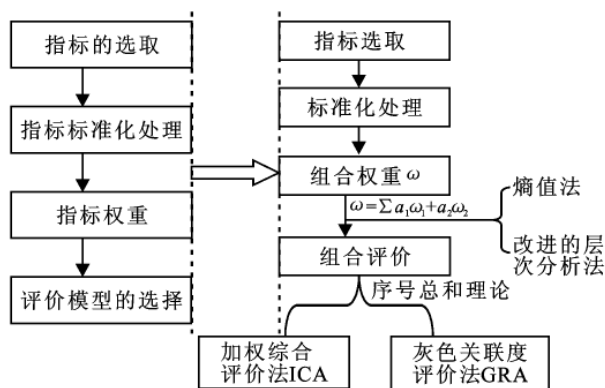 指标的选取
指标标准化处理
指标权重
评价模型的选择
指标选取
标准化处理
组合权重ω
ω=∑a₁ω₁+a₂ω₂
熵值法
改进的层
次分析法
组合评价
序号总和理论
加权综合
评价法ICA
灰色关联度
评价法GRA